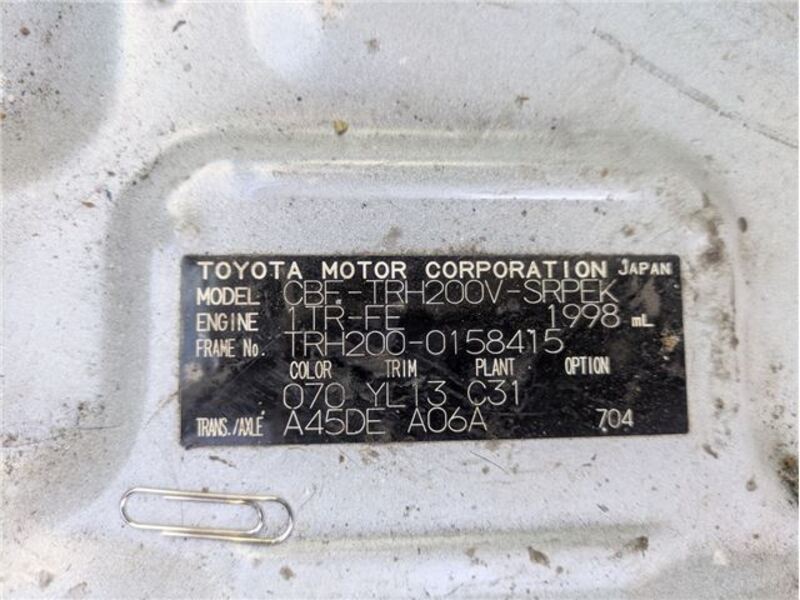 TOYOTA MOTOR CORPORATION JAPAN
MODEL CBF-TRH200V-SRPEK
ENGINE 1TR-FE 1998 mL
FRAME No. TRH200-0158415
COLOR TRIM PLANT OPTION
070 YL13 C31
TRANS./AXLE A45DE A06A 704